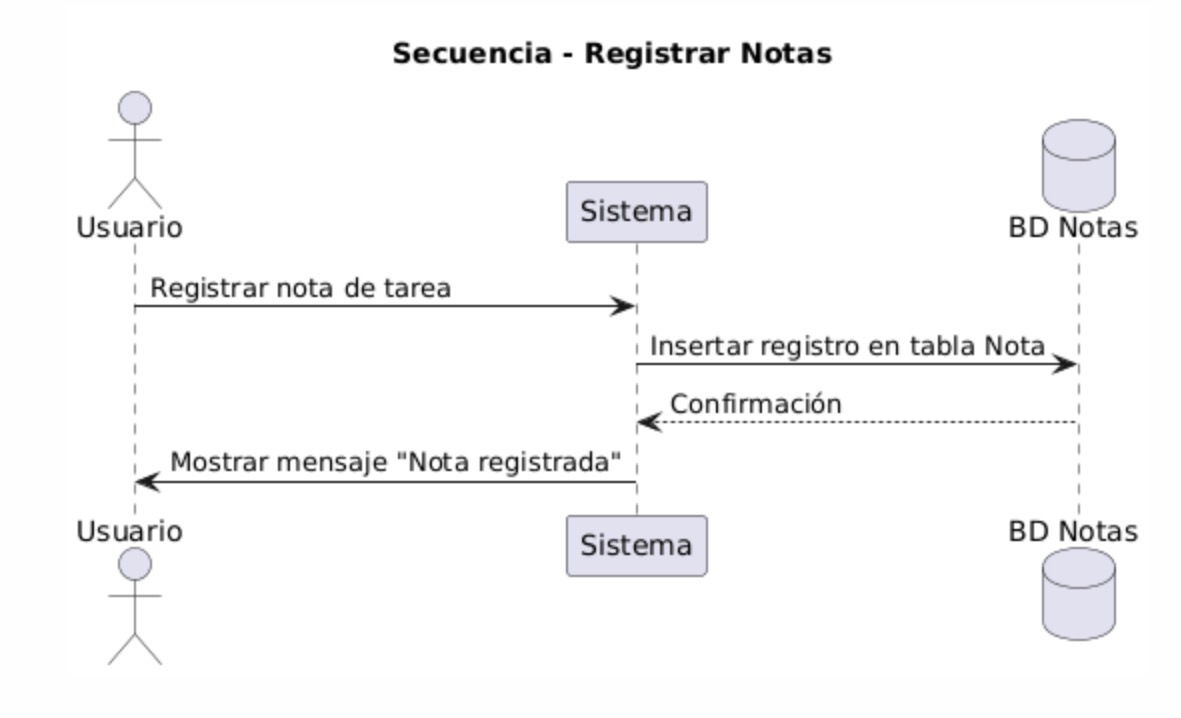 Secuencia - Registrar Notas
Usuario
Sistema
BD Notas
Registrar nota de tarea
Insertar registro en tabla Nota
Confirmación
Mostrar mensaje "Nota registrada"
Usuario
Sistema
BD Notas